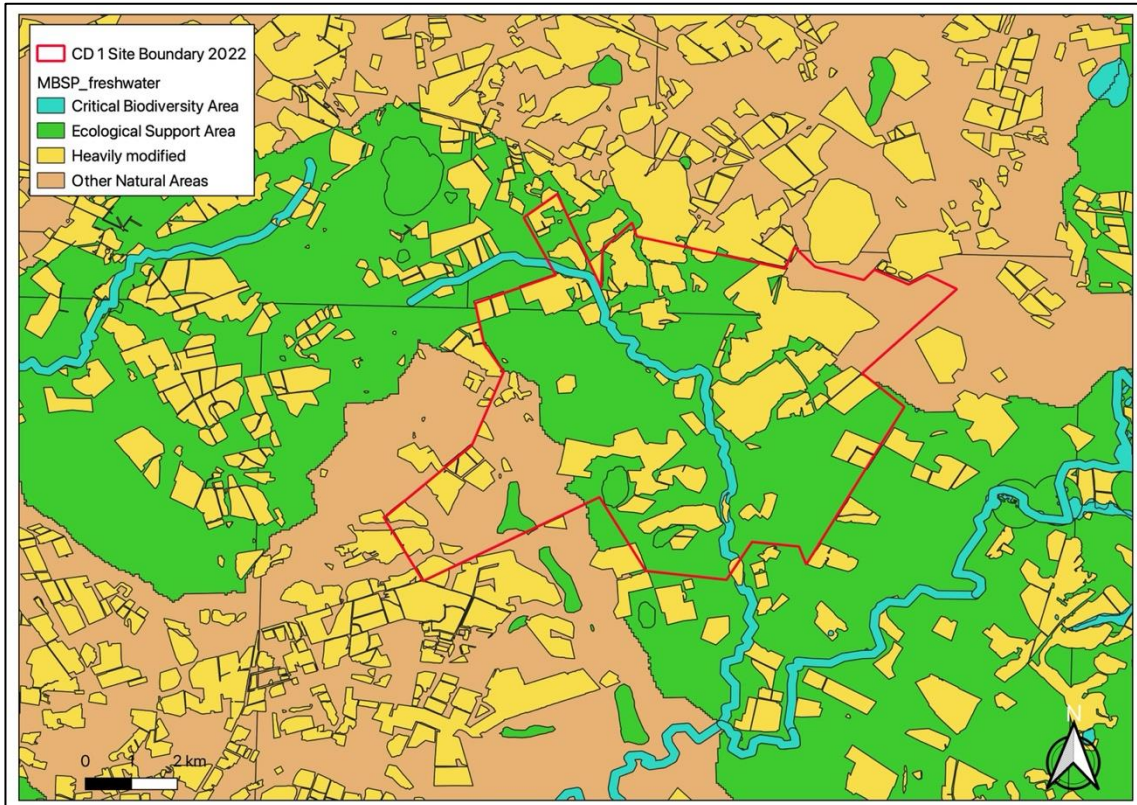 CD 1 Site Boundary 2022
MBSP_freshwater
Critical Biodiversity Area
Ecological Support Area
Heavily modified
Other Natural Areas
N
0 1 2 km